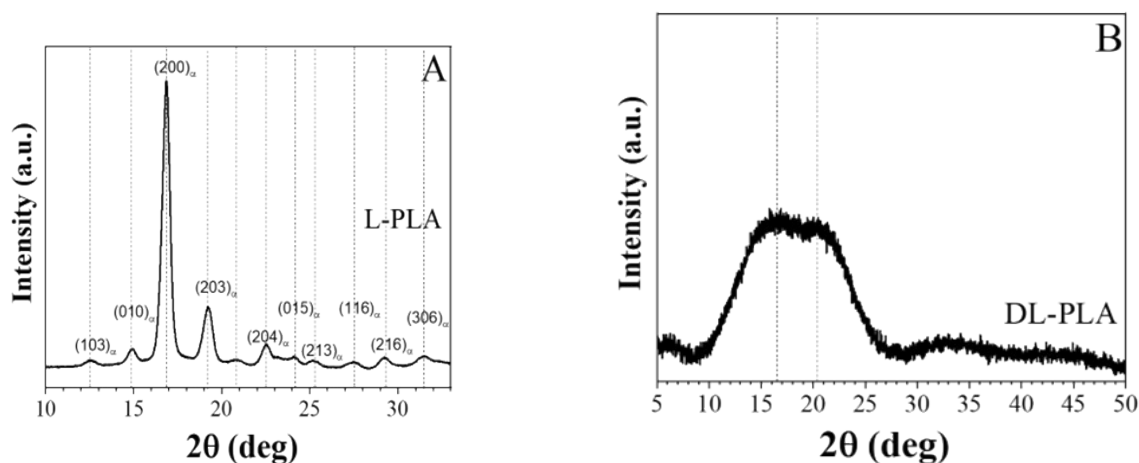 A
(200)α
Intensity (a.u.)
L-PLA
(203)α
(010)α
(015)α
(116)α
(306)α
(103)α
(204)α
(213)α
(216)α
10 15 20 25 30
2θ (deg)
B
Intensity (a.u.)
DL-PLA
5 10 15 20 25 30 35 40 45 50
2θ (deg)